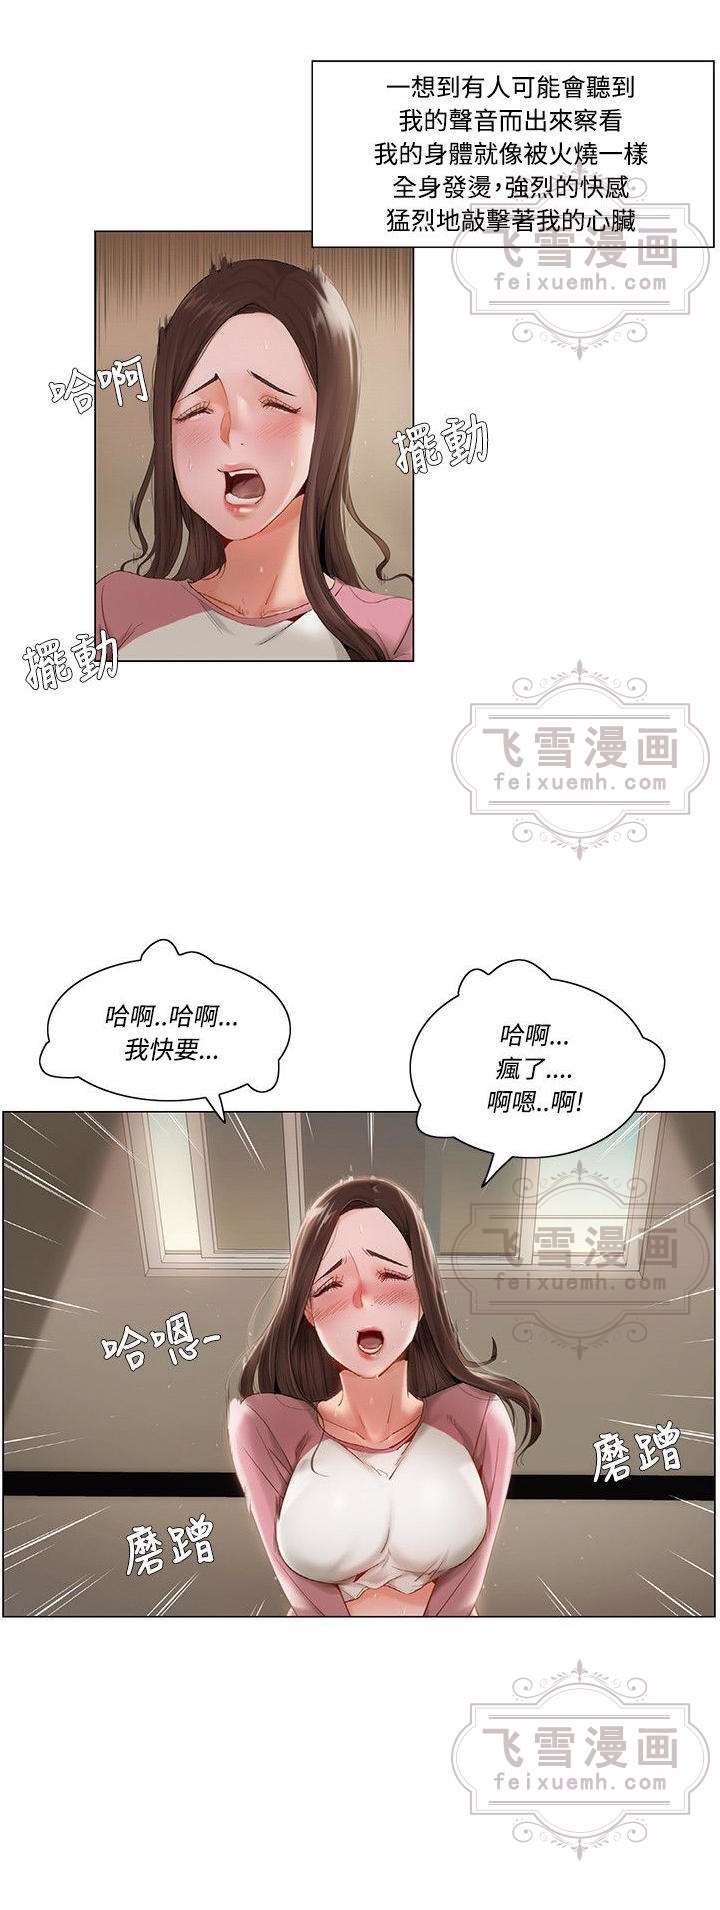 一想到有人可能會聽到
我的聲音而出來察看
我的身體就像被火燒一樣
全身發燙，強烈的快感
猛烈地敲擊著我的心臟
飞雪漫画
feixuemh.com
哈啊
擺動
擺動
飞雪漫画
feixuemh.com
哈啊..哈啊...
我快要...
哈啊...
瘋了....
啊嗯..啊!
飞雪漫画
feixuemh.com
哈嗯-
磨蹭
磨蹭
飞雪漫画
feixuemh.com